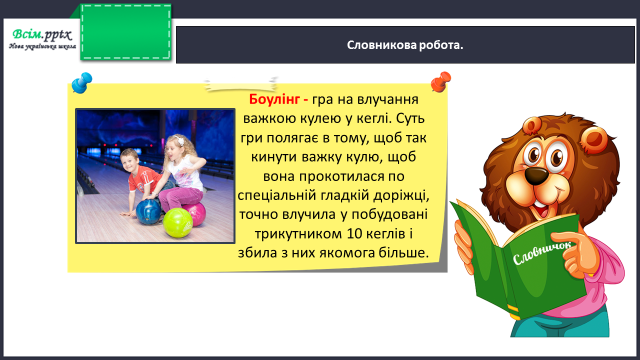 Всім.pptx
Нова українська школа
Словникова робота.
Боулінг - гра на влучання
важкою кулею у кеглі. Суть
гри полягає в тому, щоб так
кинути важку кулю, щоб
вона прокотилася по
спеціальній гладкій доріжці,
точно влучила у побудовані
трикутником 10 кеглів і
збила з них якомога більше.
Словничок